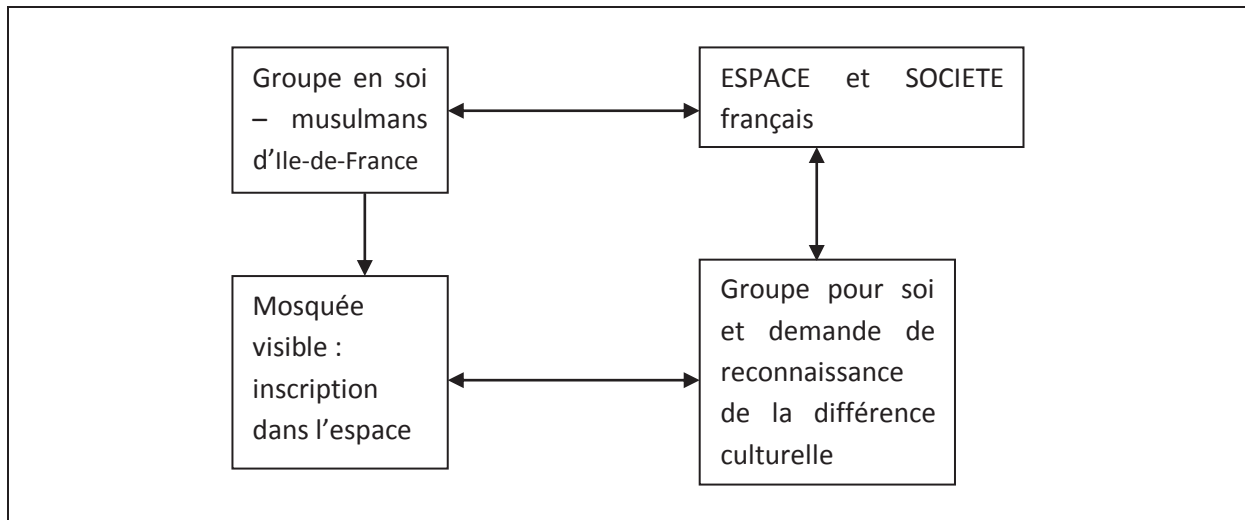 Groupe en soi
– musulmans
d’Ile-de-France
ESPACE et SOCIETE
français
Mosquée
visible :
inscription
dans l’espace
Groupe pour soi
et demande de
reconnaissance
de la différence
culturelle